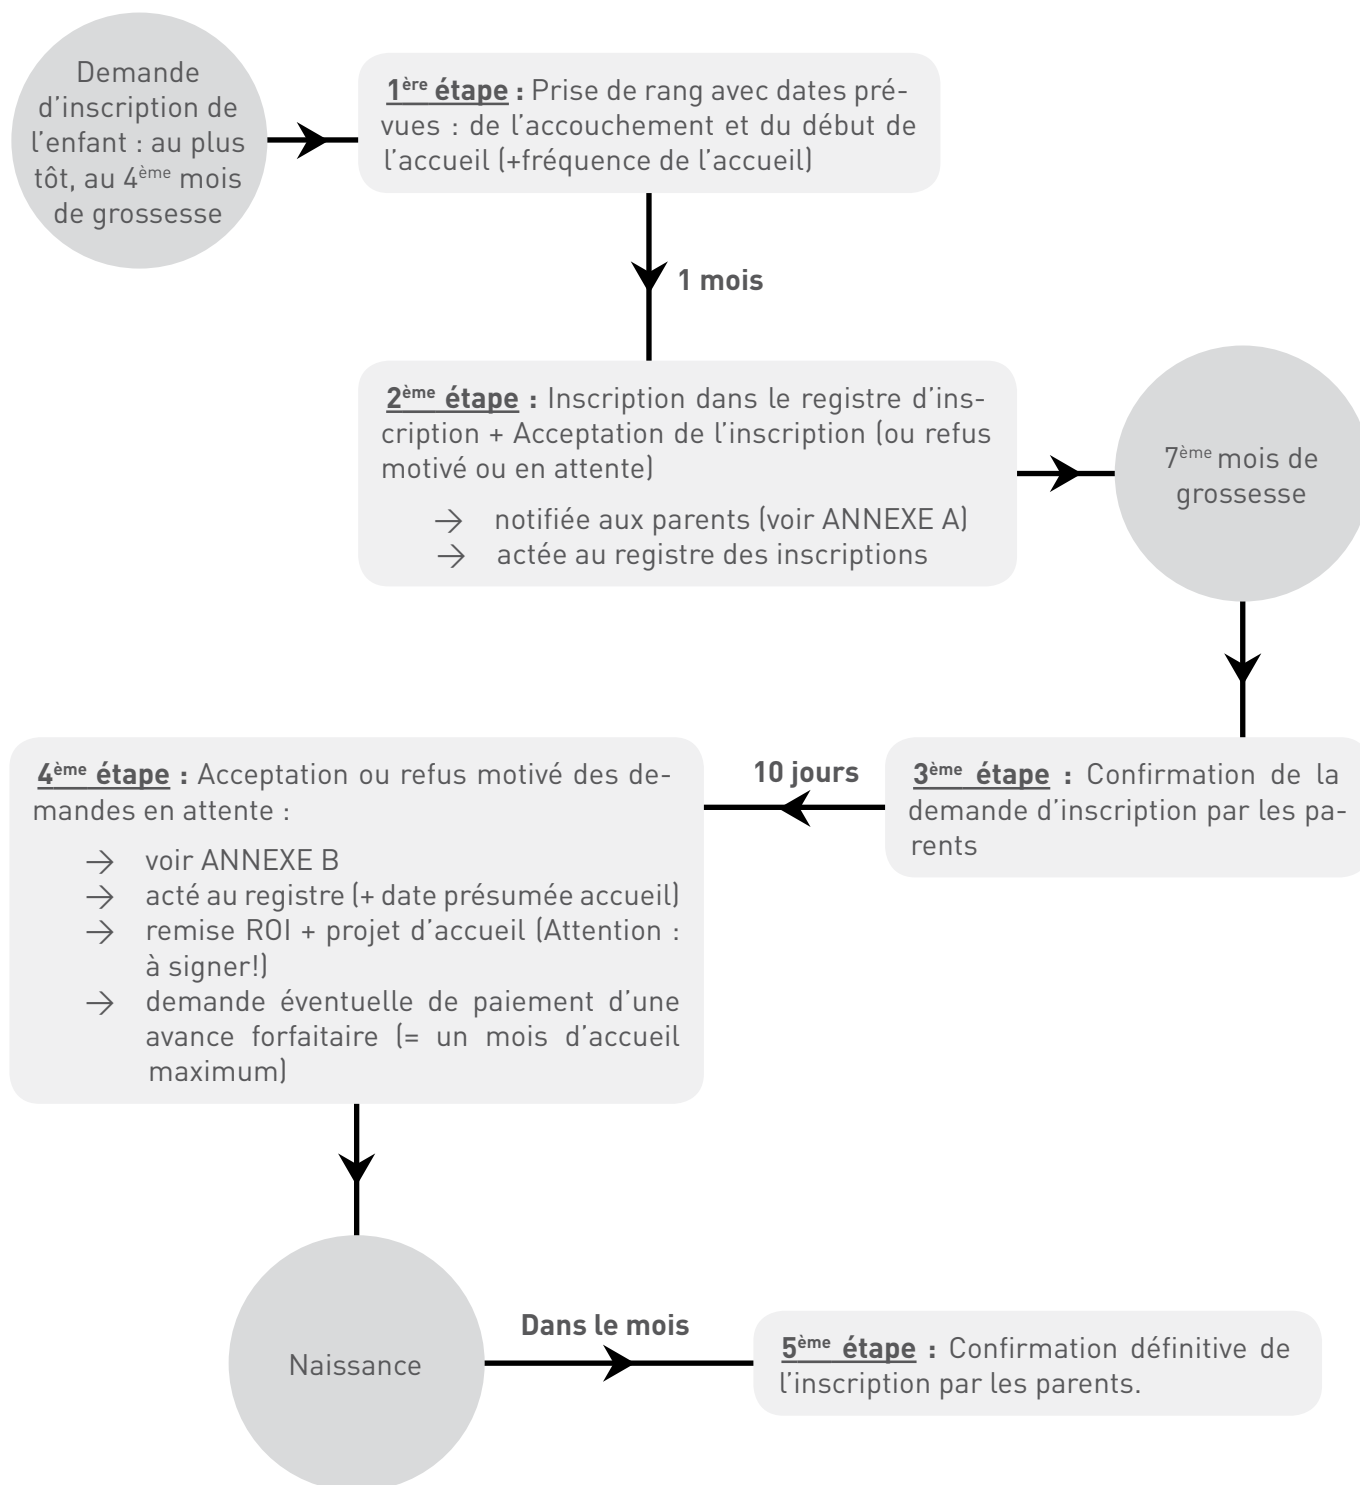 Demande
d'inscription de
l'enfant : au plus
tôt, au 4ème mois
de grossesse
1ère étape : Prise de rang avec dates pré-
vues : de l'accouchement et du début de
l'accueil (+fréquence de l'accueil)
1 mois
2ème étape : Inscription dans le registre d'ins-
cription + Acceptation de l'inscription (ou refus
motivé ou en attente)
→ notifiée aux parents (voir ANNEXE A)
→ actée au registre des inscriptions
7ème mois de
grossesse
3ème étape : Confirmation de la
demande d'inscription par les pa-
rents
10 jours
4ème étape : Acceptation ou refus motivé des de-
mandes en attente :
→ voir ANNEXE B
→ acté au registre (+ date présumée accueil)
→ remise ROI + projet d'accueil (Attention :
à signer!)
→ demande éventuelle de paiement d'une
avance forfaitaire (= un mois d'accueil
maximum)
Naissance
Dans le mois
5ème étape : Confirmation définitive de
l'inscription par les parents.